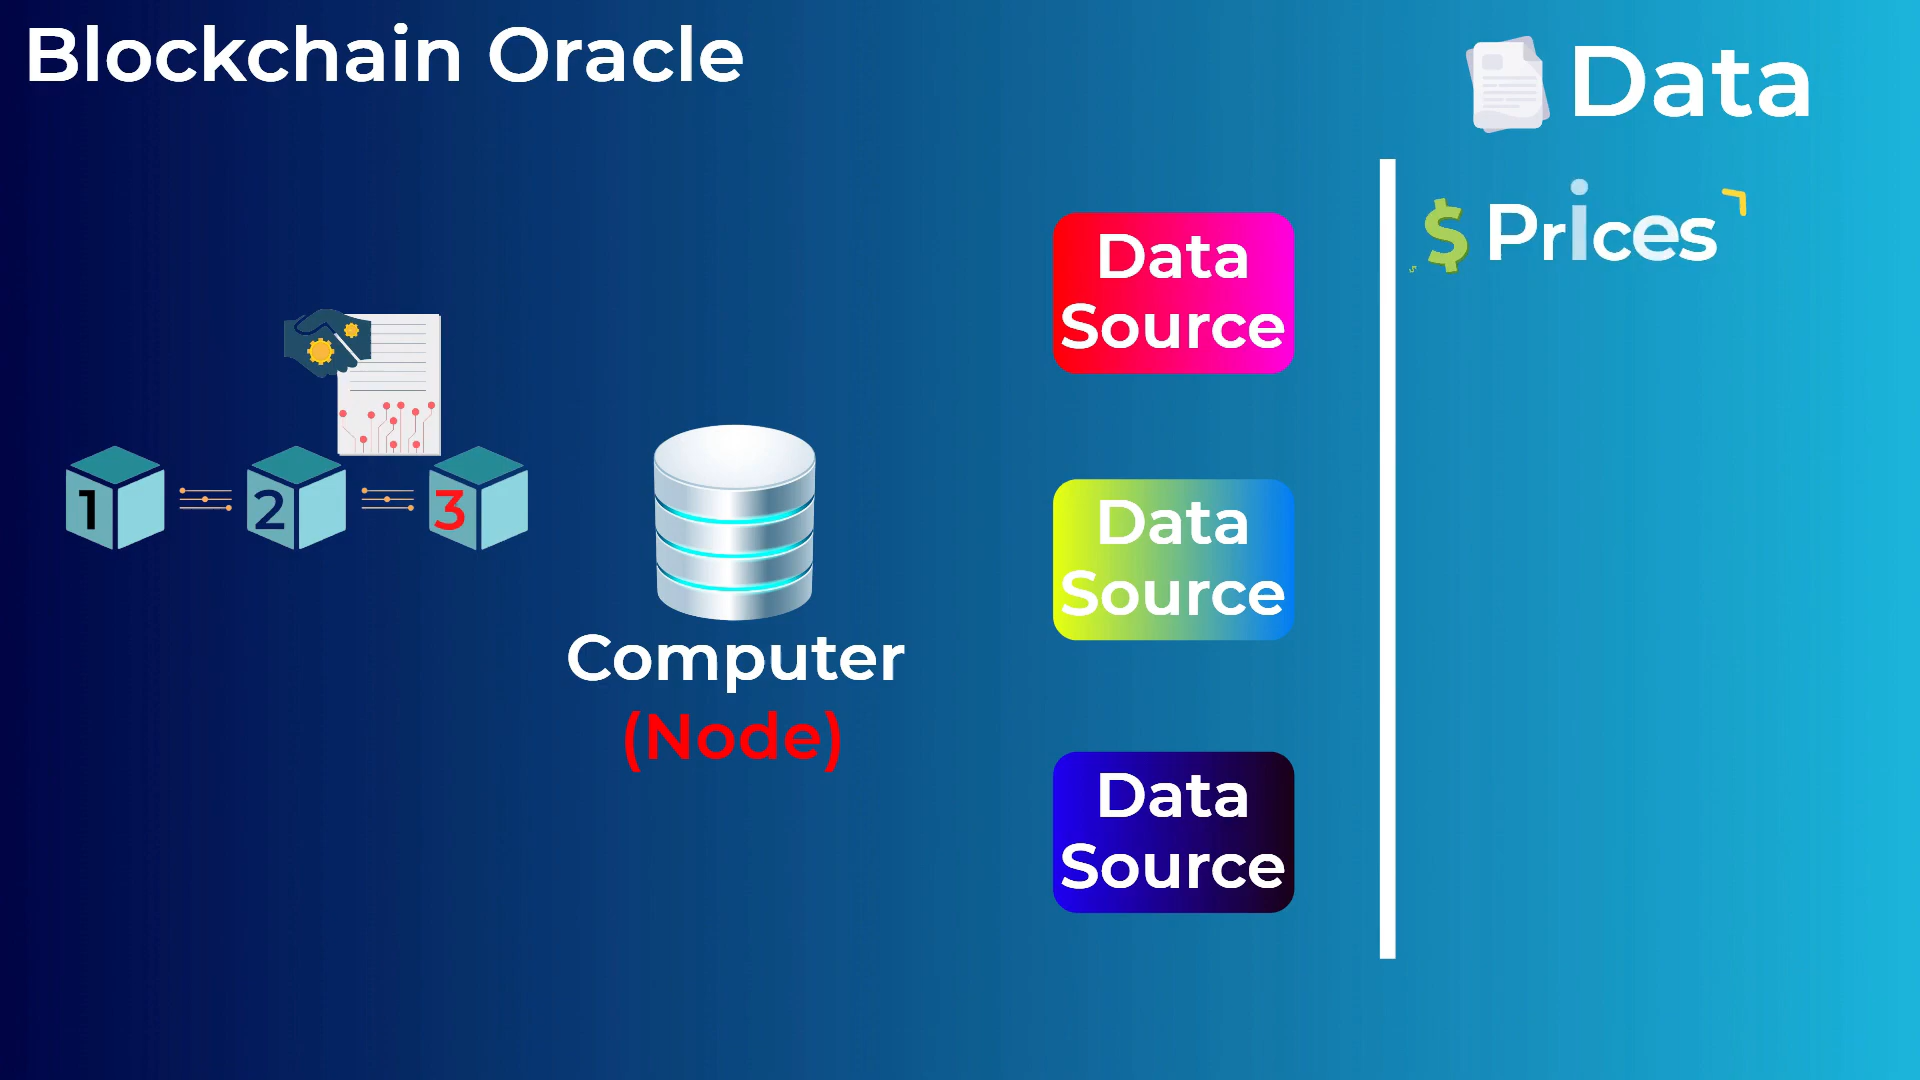 Blockchain Oracle
Data
$ Prices
Data
Source
1
2
3
Data
Source
Computer
(Node)
Data
Source